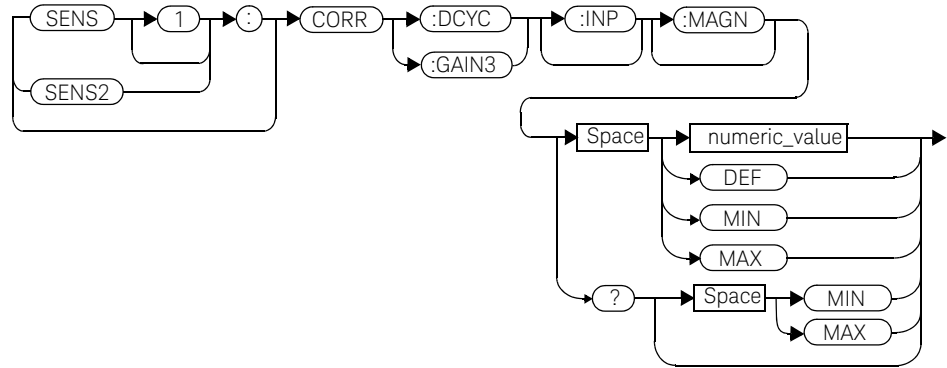 SENS 1 : CORR :DCYC :INP :MAGN
:GAIN3
SENS2
Space numeric_value
DEF
MIN
MAX
? Space MIN
MAX